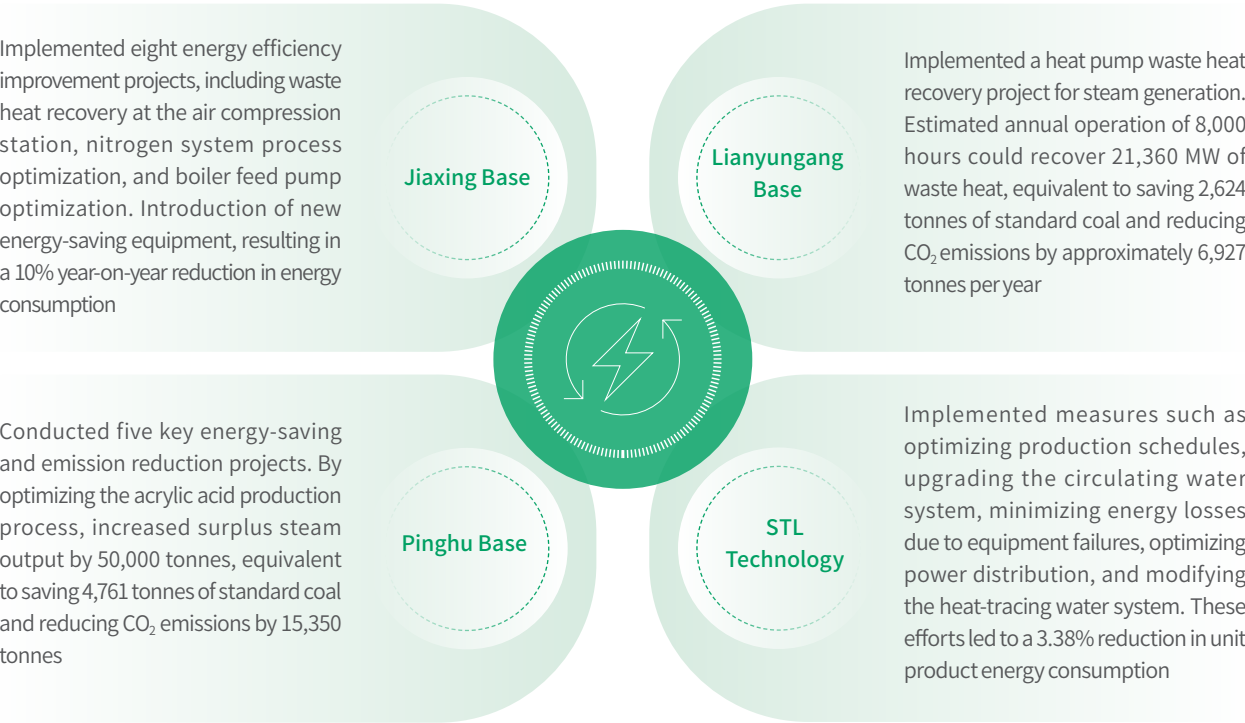 Implemented eight energy efficiency
improvement projects, including waste
heat recovery at the air compression
station, nitrogen system process
optimization, and boiler feed pump
optimization. Introduction of new
energy-saving equipment, resulting in
a 10% year-on-year reduction in energy
consumption
Jiaxing Base
Lianyungang
Base
Implemented a heat pump waste heat
recovery project for steam generation.
Estimated annual operation of 8,000
hours could recover 21,360 MW of
waste heat, equivalent to saving 2,624
tonnes of standard coal and reducing
CO₂ emissions by approximately 6,927
tonnes per year
Conducted five key energy-saving
and emission reduction projects. By
optimizing the acrylic acid production
process, increased surplus steam
output by 50,000 tonnes, equivalent
to saving 4,761 tonnes of standard coal
and reducing CO₂ emissions by 15,350
tonnes
Pinghu Base
STL
Technology
Implemented measures such as
optimizing production schedules,
upgrading the circulating water
system, minimizing energy losses
due to equipment failures, optimizing
power distribution, and modifying
the heat-tracing water system. These
efforts led to a 3.38% reduction in unit
product energy consumption